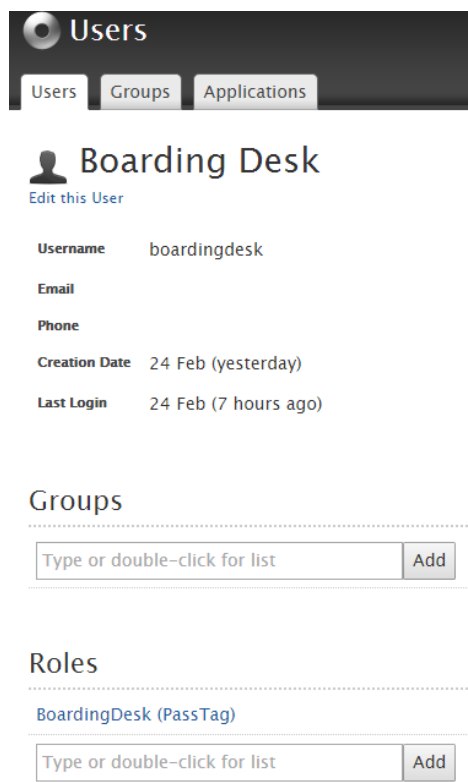 Users
Users Groups Applications
Boarding Desk
Edit this User
Username boardingdesk
Email
Phone
Creation Date 24 Feb (yesterday)
Last Login 24 Feb (7 hours ago)
Groups
Type or double-click for list Add
Roles
BoardingDesk (PassTag)
Type or double-click for list Add